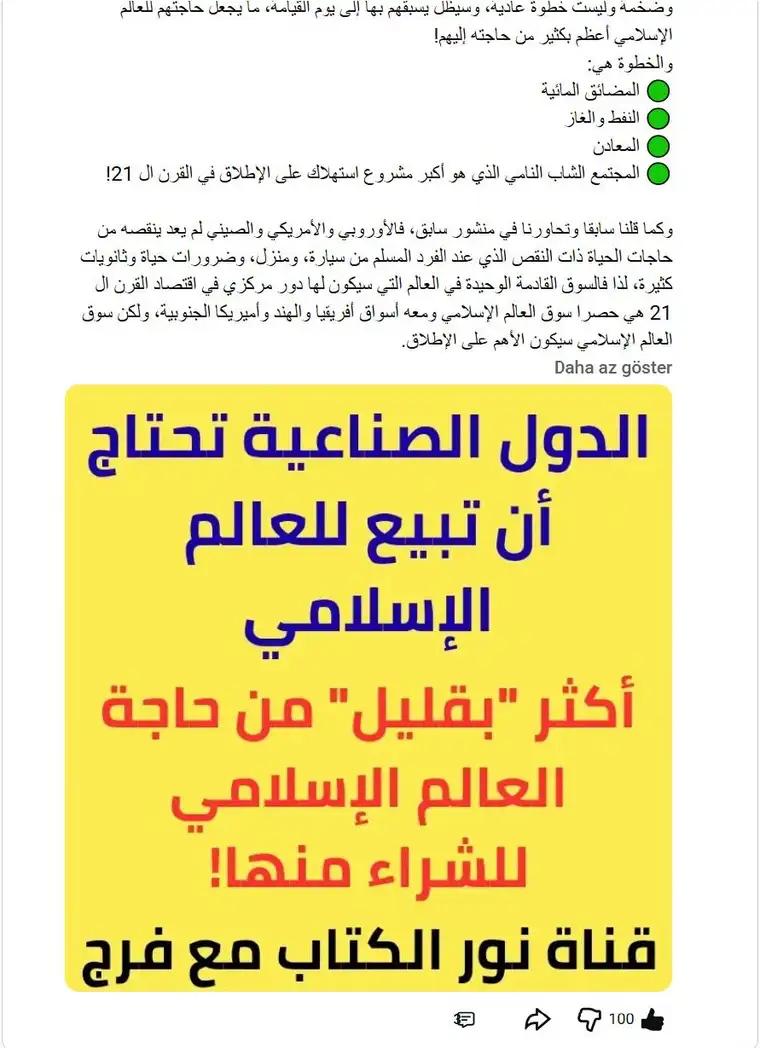 وضخمة وليست خطوة عادية، وسيظل يسبقهم بها إلى يوم القيامة، ما يجعل حاجتهم للعالم
الإسلامي أعظم بكثير من حاجته إليهم!
والخطوة هي:
🟢 المضائق المائية
🟢 النفط والغاز
🟢 المعادن
🟢 المجتمع الشاب النامي الذي هو أكبر مشروع استهلاك على الإطلاق في القرن ال 21!
وكما قلنا سابقا وتحاورنا في منشور سابق، فالأوروبي والأمريكي والصيني لم يعد ينقصه من
حاجات الحياة ذات النقص الذي عند الفرد المسلم من سيارة، ومنزل، وضرورات حياة وثانويات
كثيرة، لذا فالسوق القادمة الوحيدة في العالم التي سيكون لها دور مركزي في اقتصاد القرن ال
21 هي حصرا سوق العالم الإسلامي ومعه أسواق أفريقيا والهند وأميريكا الجنوبية، ولكن سوق
العالم الإسلامي سيكون الأهم على الإطلاق.
Daha az göster
الدول الصناعية تحتاج
أن تبيع للعالم
الإسلامي
أكثر "بقليل" من حاجة
العالم الإسلامي
للشراء منها!
قناة نور الكتاب مع فرج
100